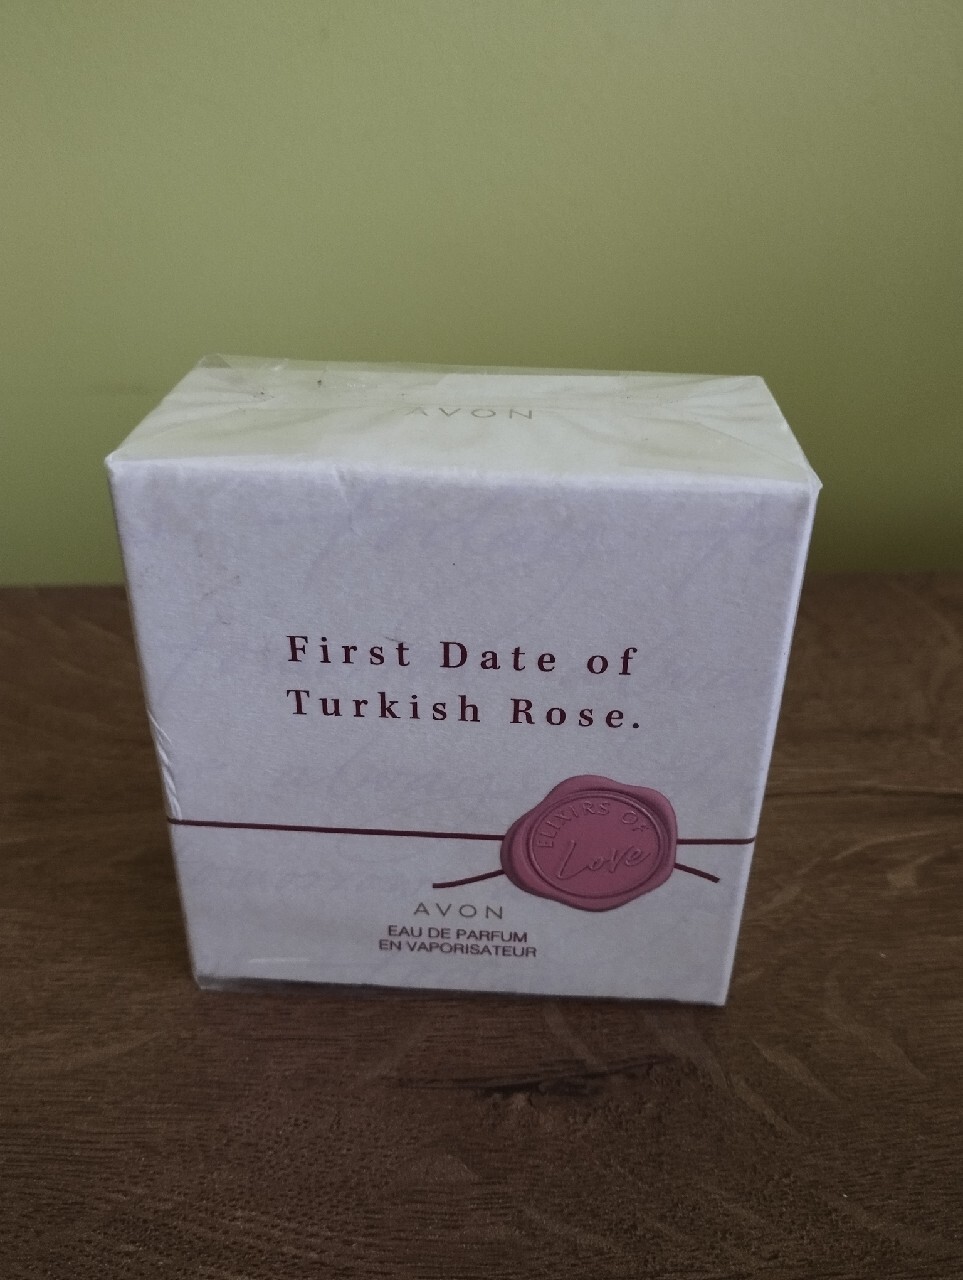 AVON
First Date of
Turkish Rose.
ELIXIRS OF
Love
AVON
EAU DE PARFUM
EN VAPORISATEUR